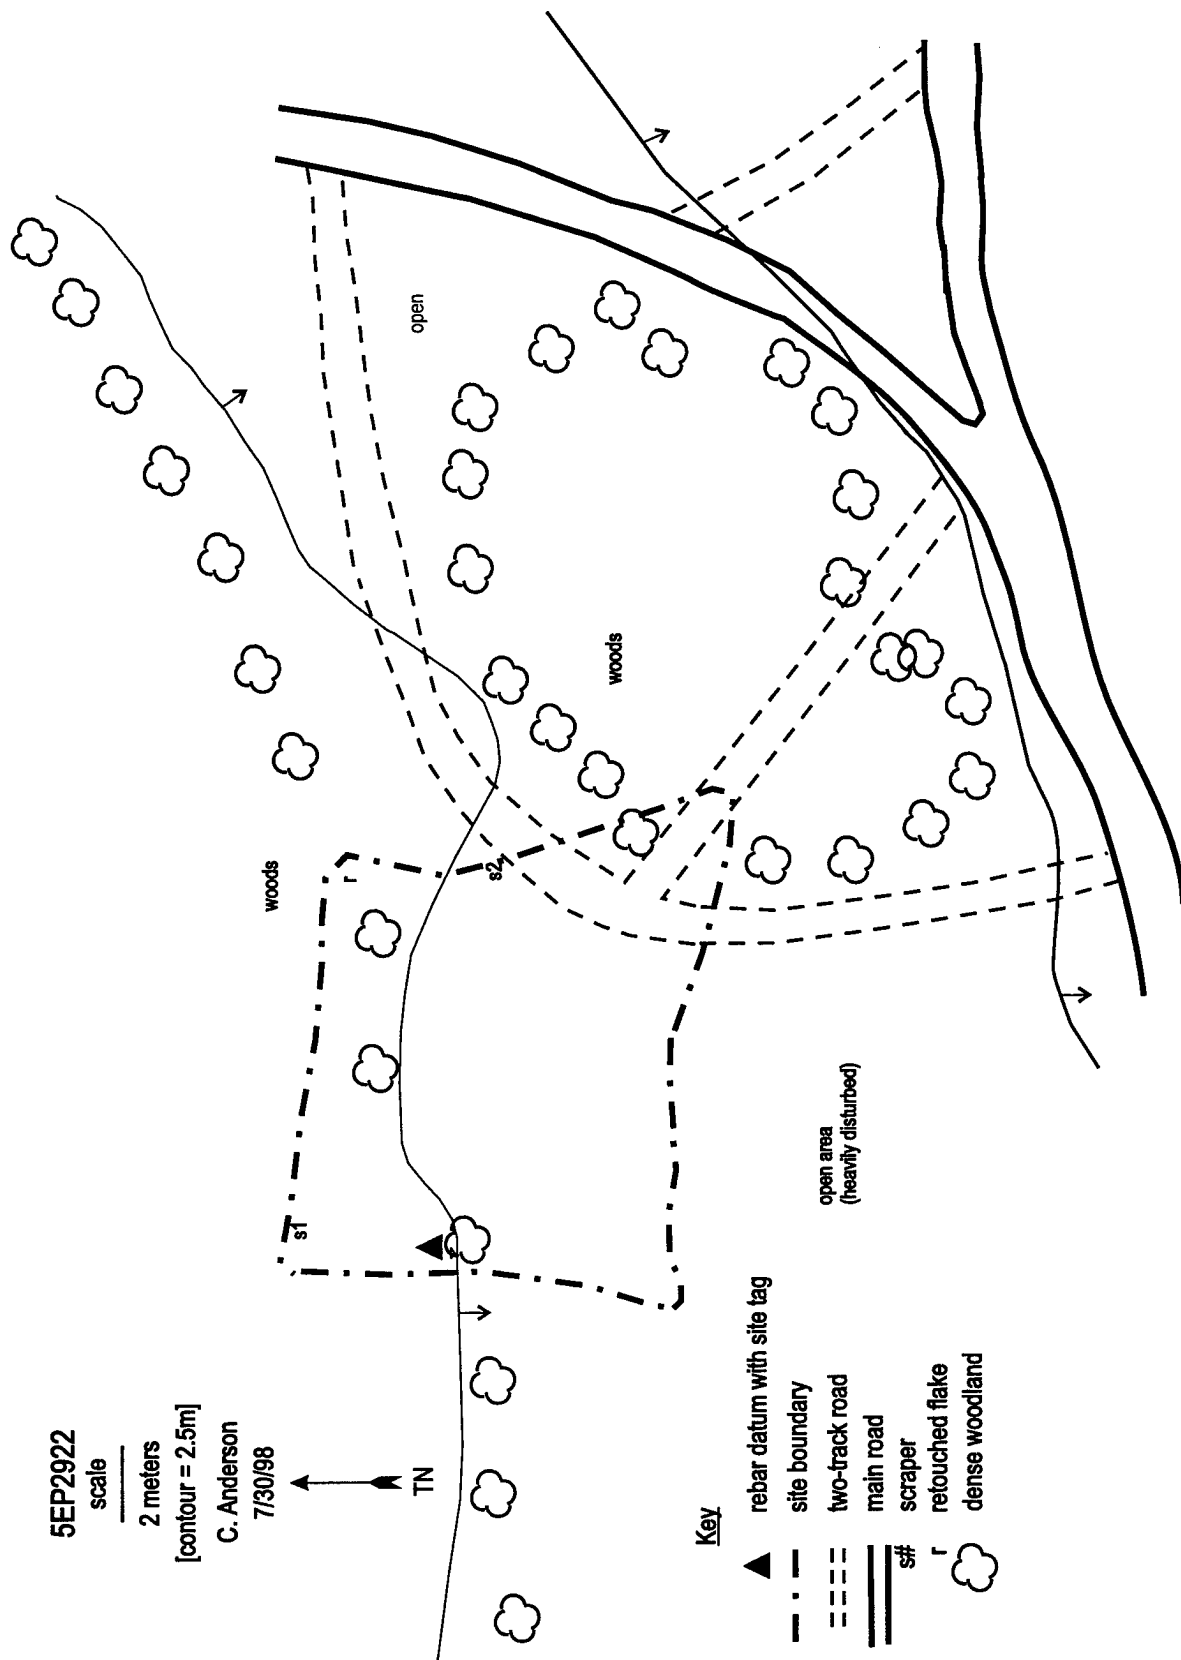 5EP2922
scale
2 meters
[contour = 2.5m]
C. Anderson
7/30/98
TN
woods
open
woods
r
s2
s1
r
open area
(heavily disturbed)
Key
rebar datum with site tag
site boundary
two-track road
main road
s# scraper
r retouched flake
dense woodland